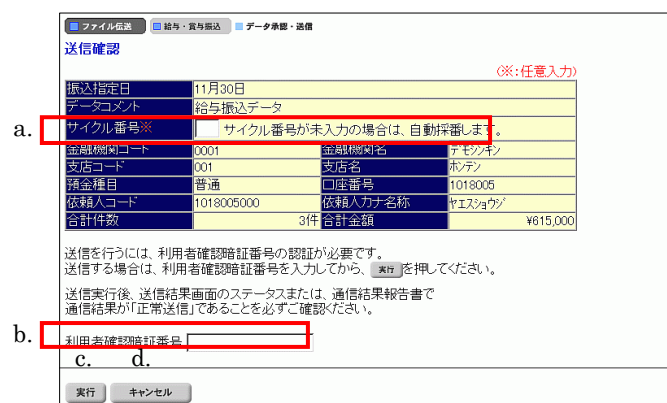 ファイル伝送 給与・賞与振込 データ承認・送信
送信確認
(※:任意入力)
振込指定日 11月30日
データコメント 給与振込データ
a. サイクル番号※ サイクル番号が未入力の場合は、自動採番します。
金融機関コード 0001 金融機関名 デモシンキン
支店コード 001 支店名 ホンテン
預金種目 普通 口座番号 1018005
依頼人コード 1018005000 依頼人カナ名称 ヤエスショウジ
合計件数 3件 合計金額 ¥615,000
送信を行うには、利用者確認暗証番号の認証が必要です。
送信する場合は、利用者確認暗証番号を入力してから、 実行 を押してください。
送信実行後、送信結果画面のステータスまたは、通信結果報告書で
通信結果が「正常送信」であることを必ずご確認ください。
b. 利用者確認暗証番号
c. d.
実行 キャンセル